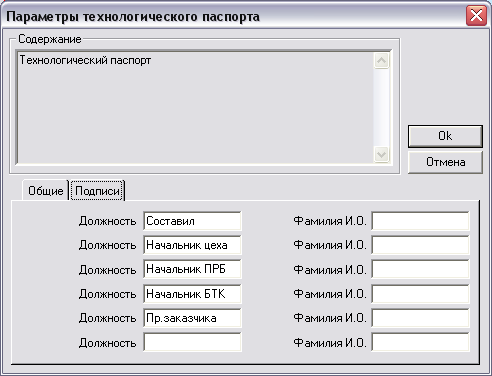 Параметры технологического паспорта
Содержание
Технологический паспорт
Ok
Отмена
Общие Подписи
Должность Составил Фамилия И.О.
Должность Начальник цеха Фамилия И.О.
Должность Начальник ПРБ Фамилия И.О.
Должность Начальник БТК Фамилия И.О.
Должность Пр.заказчика Фамилия И.О.
Должность Фамилия И.О.